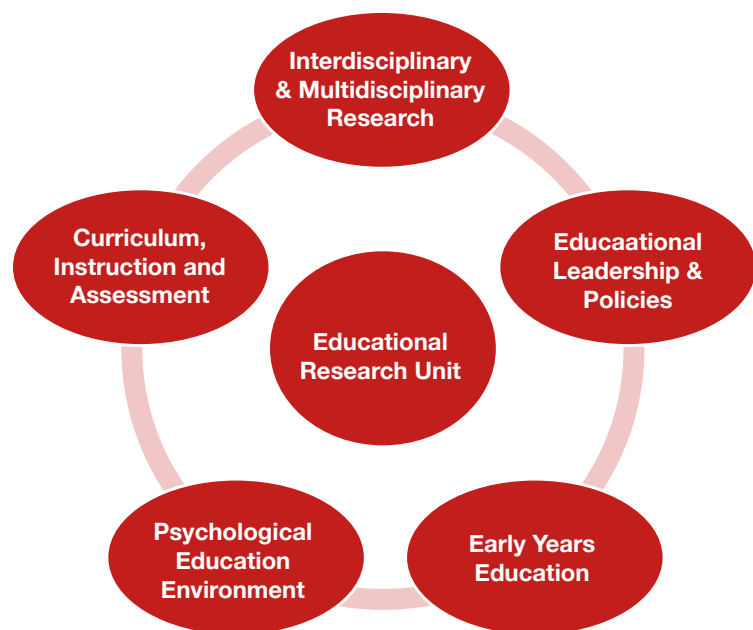 Interdisciplinary
& Multidisciplinary
Research
Educaational
Leadership &
Policies
Early Years
Education
Psychological
Education
Environment
Curriculum,
Instruction and
Assessment
Educational
Research Unit